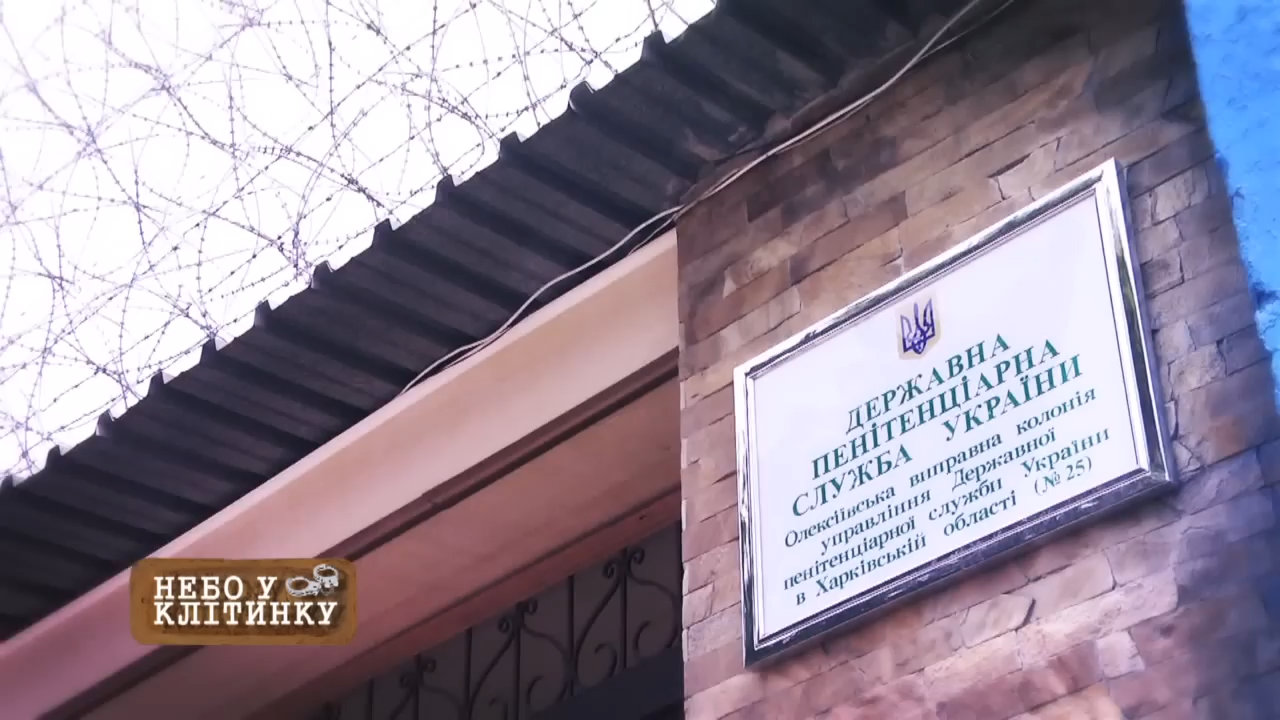 ДЕРЖАВНА
ПЕНІТЕНЦІАРНА
СЛУЖБА УКРАЇНИ
Олексіївська виправна колонія
управління Державної
пенітенціарної служби України
в Харківській області (№ 25)
НЕБО У
КЛІТИНКУ